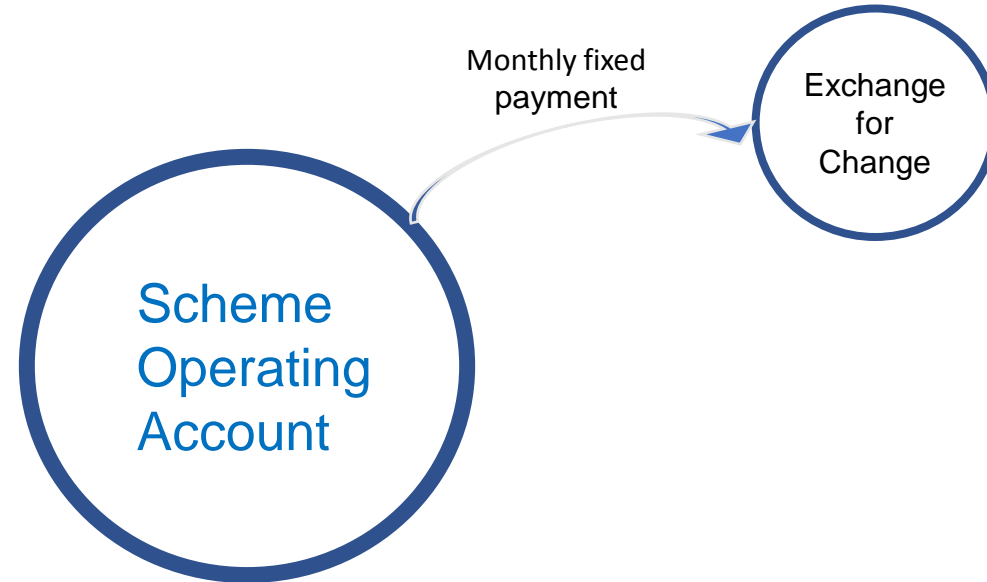 Monthly fixed
payment
Exchange
for
Change
Scheme
Operating
Account